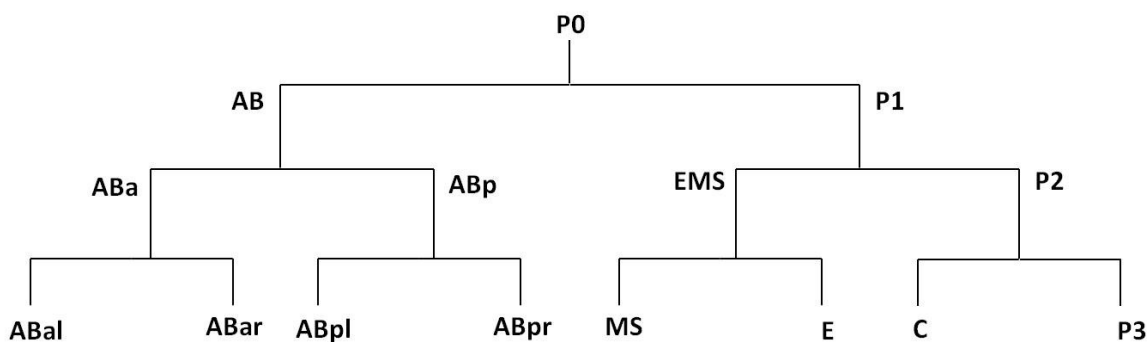 P0
AB P1
ABa ABp EMS P2
ABal ABar ABpl ABpr MS E C P3